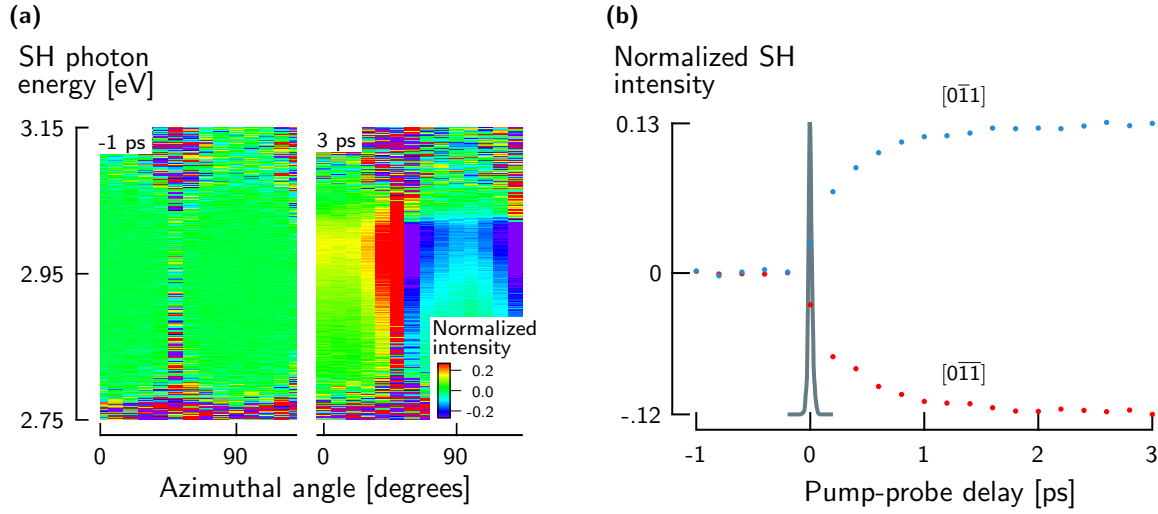 (a)
SH photon
energy [eV]
3.15
2.95
2.75
-1 ps
3 ps
Normalized
intensity
0.2
0.0
-0.2
0
90
0
90
Azimuthal angle [degrees]
(b)
Normalized SH
intensity
[01̅1]
0.13
0
-.12
[01̅1̅]
-1
0
1
2
3
Pump-probe delay [ps]